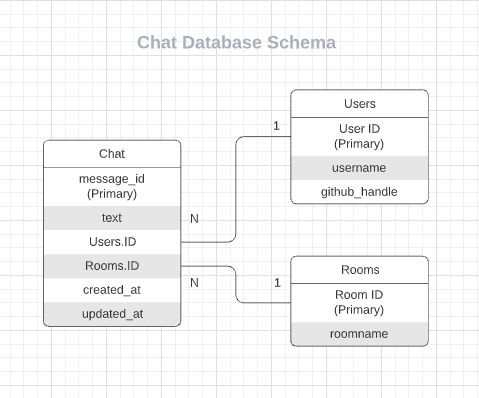 Chat Database Schema
Chat
message_id
(Primary)
text
Users.ID
Rooms.ID
created_at
updated_at
N
N
1
1
Users
User ID
(Primary)
username
github_handle
Rooms
Room ID
(Primary)
roomname